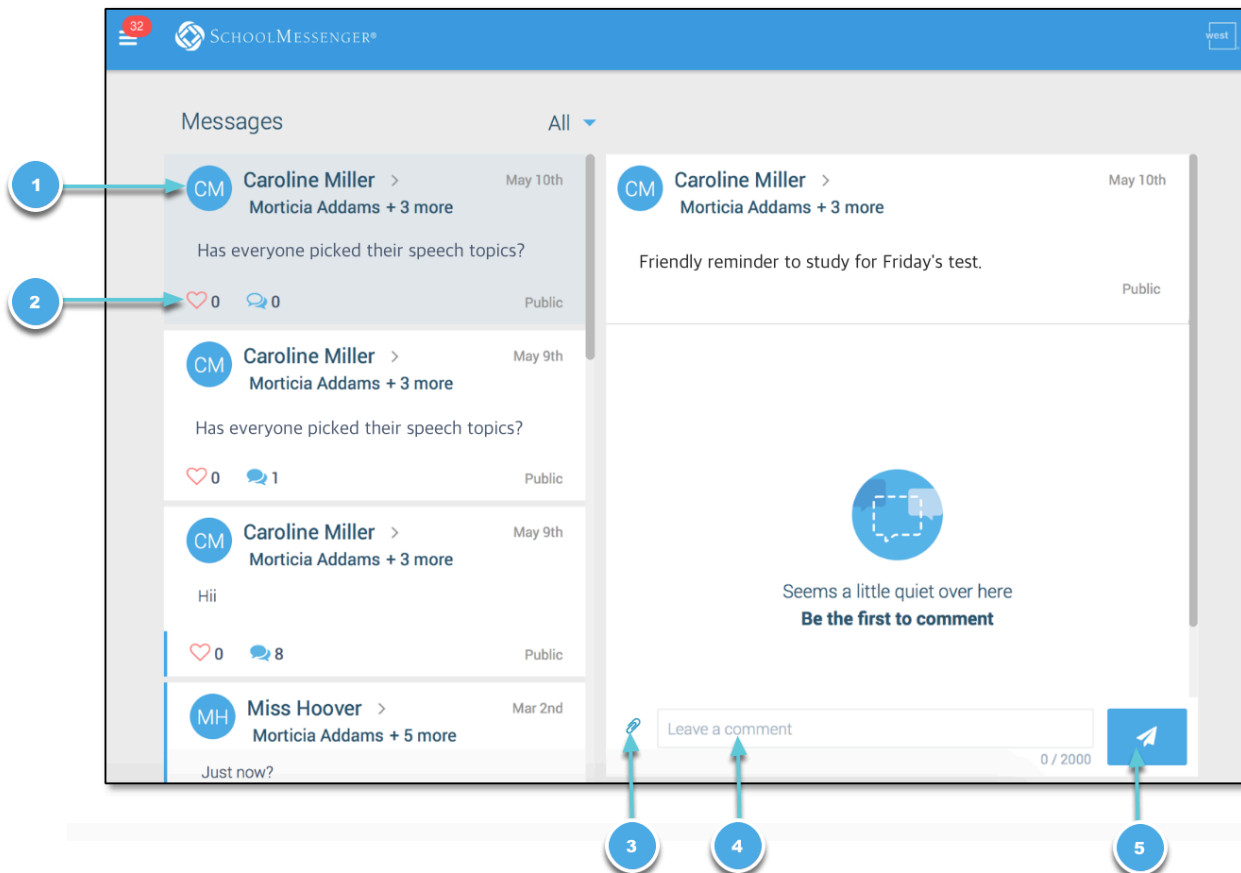 32
SCHOOLMESSENGER®
west
Messages
All
1
CM
Caroline Miller >
May 10th
Morticia Addams + 3 more
Has everyone picked their speech topics?
2
0
0
Public
CM
Caroline Miller >
May 9th
Morticia Addams + 3 more
Has everyone picked their speech topics?
0
1
Public
CM
Caroline Miller >
May 9th
Morticia Addams + 3 more
Hii
0
8
Public
MH
Miss Hoover >
Mar 2nd
Morticia Addams + 5 more
Just now?
CM
Caroline Miller >
May 10th
Morticia Addams + 3 more
Friendly reminder to study for Friday's test.
Public
Seems a little quiet over here
Be the first to comment
Leave a comment
0 / 2000
3
4
5